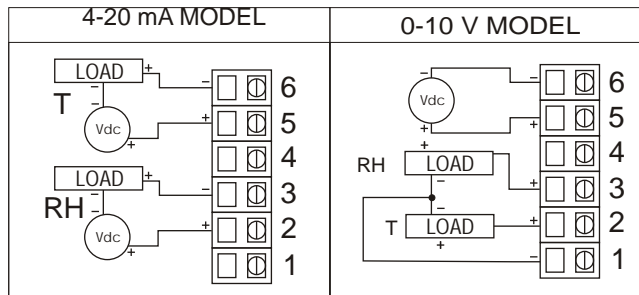 4-20 mA MODEL
0-10 V MODEL
LOAD + - 6
T - -
Vdc + + 5
4
LOAD + - 3
RH - -
Vdc + + 2
1
- - 6
Vdc
+ + 5
+ 4
RH LOAD + 3
-
-
T LOAD + 2
+
- 1